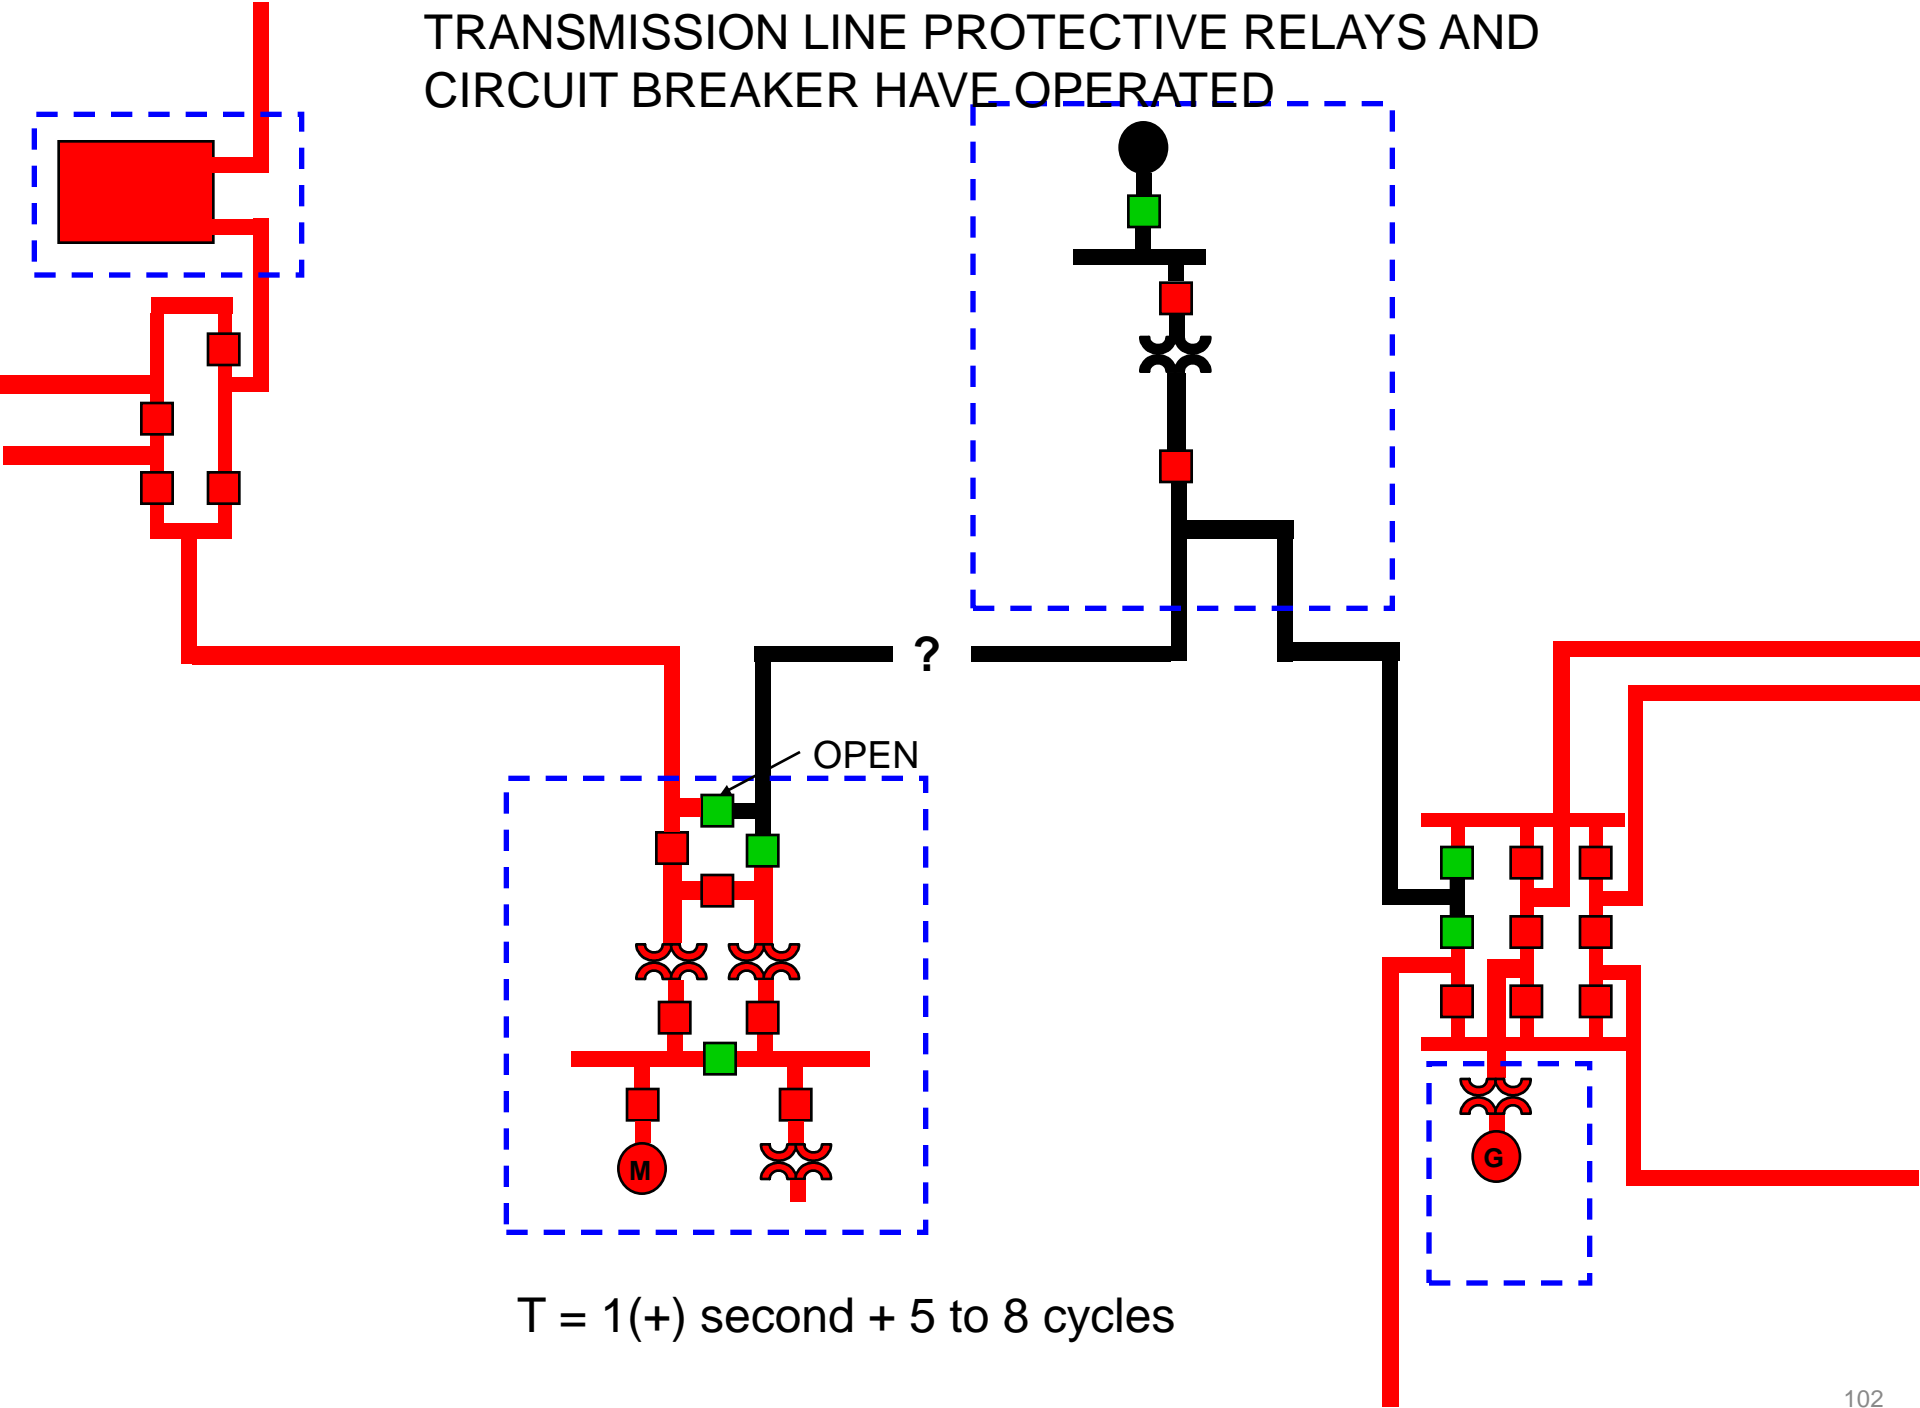 TRANSMISSION LINE PROTECTIVE RELAYS AND
CIRCUIT BREAKER HAVE OPERATED
?
OPEN
M
G
T = 1(+) second + 5 to 8 cycles
102